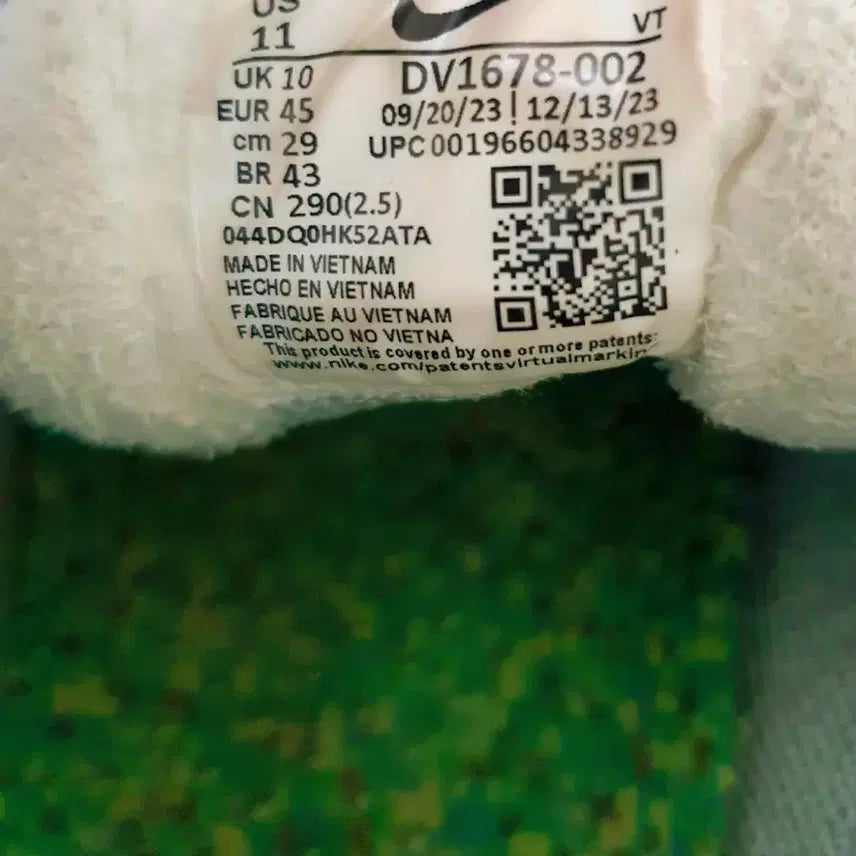 US
11
VT
UK 10
DV1678-002
EUR 45
09/20/23 | 12/13/23
cm 29
UPC00196604338929
BR 43
CN 290(2.5)
044DQ0HK52ATA
MADE IN VIETNAM
HECHO EN VIETNAM
FABRIQUE AU VIETNAM
FABRICADO NO VIETNA
This product is covered by one or more patents:
www.nike.com/patentsvirtualmarkin